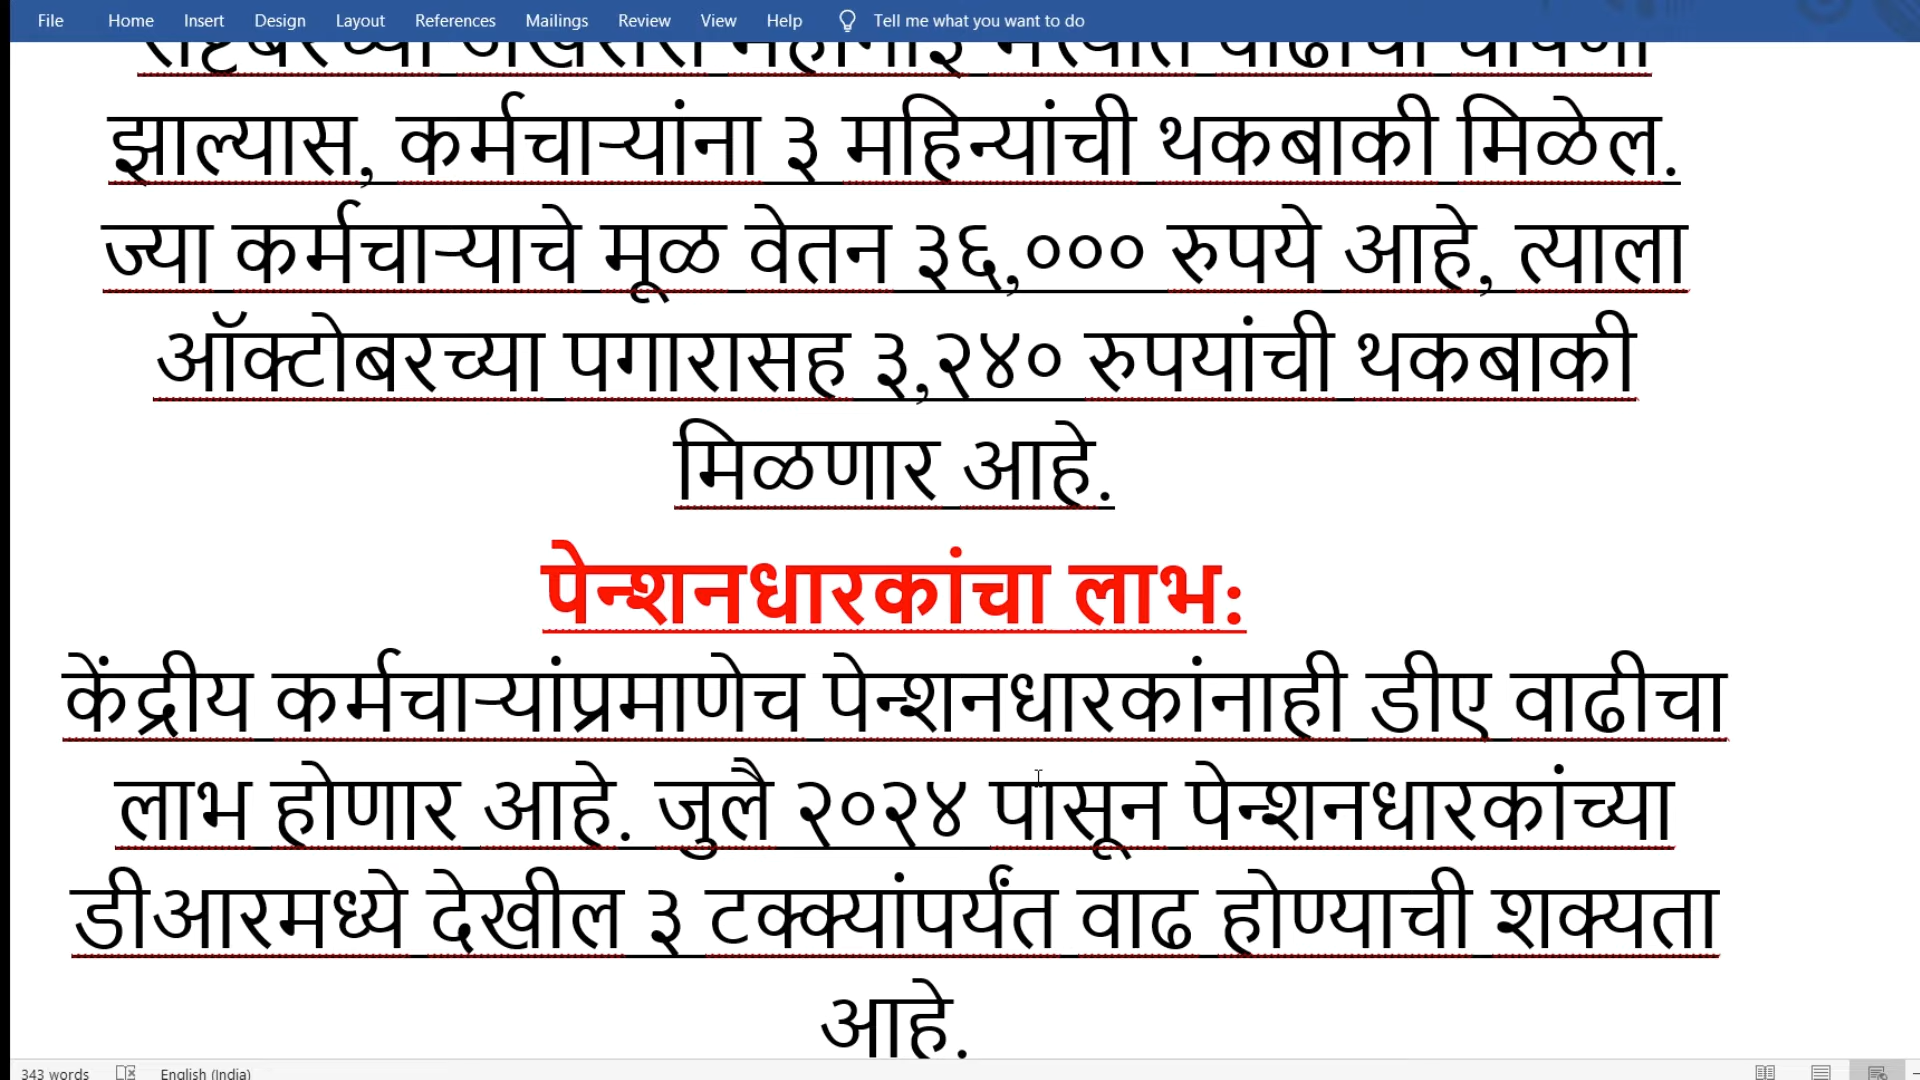 File Home Insert Design Layout References Mailings Review View Help Tell me what you want to do
झाल्यास, कर्मचाऱ्यांना ३ महिन्यांची थकबाकी मिळेल.
ज्या कर्मचाऱ्याचे मूळ वेतन ३६,००० रुपये आहे, त्याला
ऑक्टोबरच्या पगारासह ३,२४० रुपयांची थकबाकी
मिळणार आहे.
पेन्शनधारकांचा लाभ:
केंद्रीय कर्मचाऱ्यांप्रमाणेच पेन्शनधारकांनाही डीए वाढीचा
लाभ होणार आहे. जुलै २०२४ पासून पेन्शनधारकांच्या
डीआरमध्ये देखील ३ टक्क्यांपर्यंत वाढ होण्याची शक्यता
आहे.
343 words English (India)